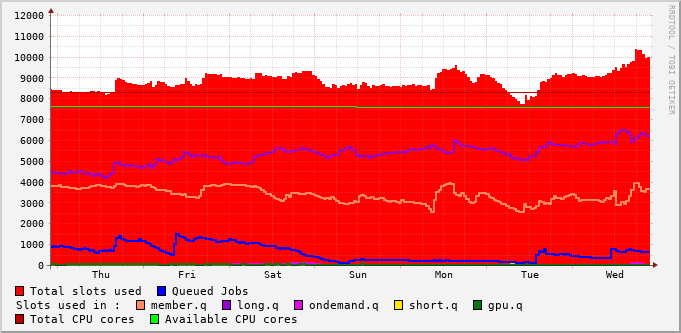 12000
11000
10000
9000
8000
7000
6000
5000
4000
3000
2000
1000
0
Thu Fri Sat Sun Mon Tue Wed
Total slots used Queued Jobs
Slots used in : member.q long.q ondemand.q short.q gpu.q
Total CPU cores Available CPU cores
RRDTOOL / TOBI OETIKER